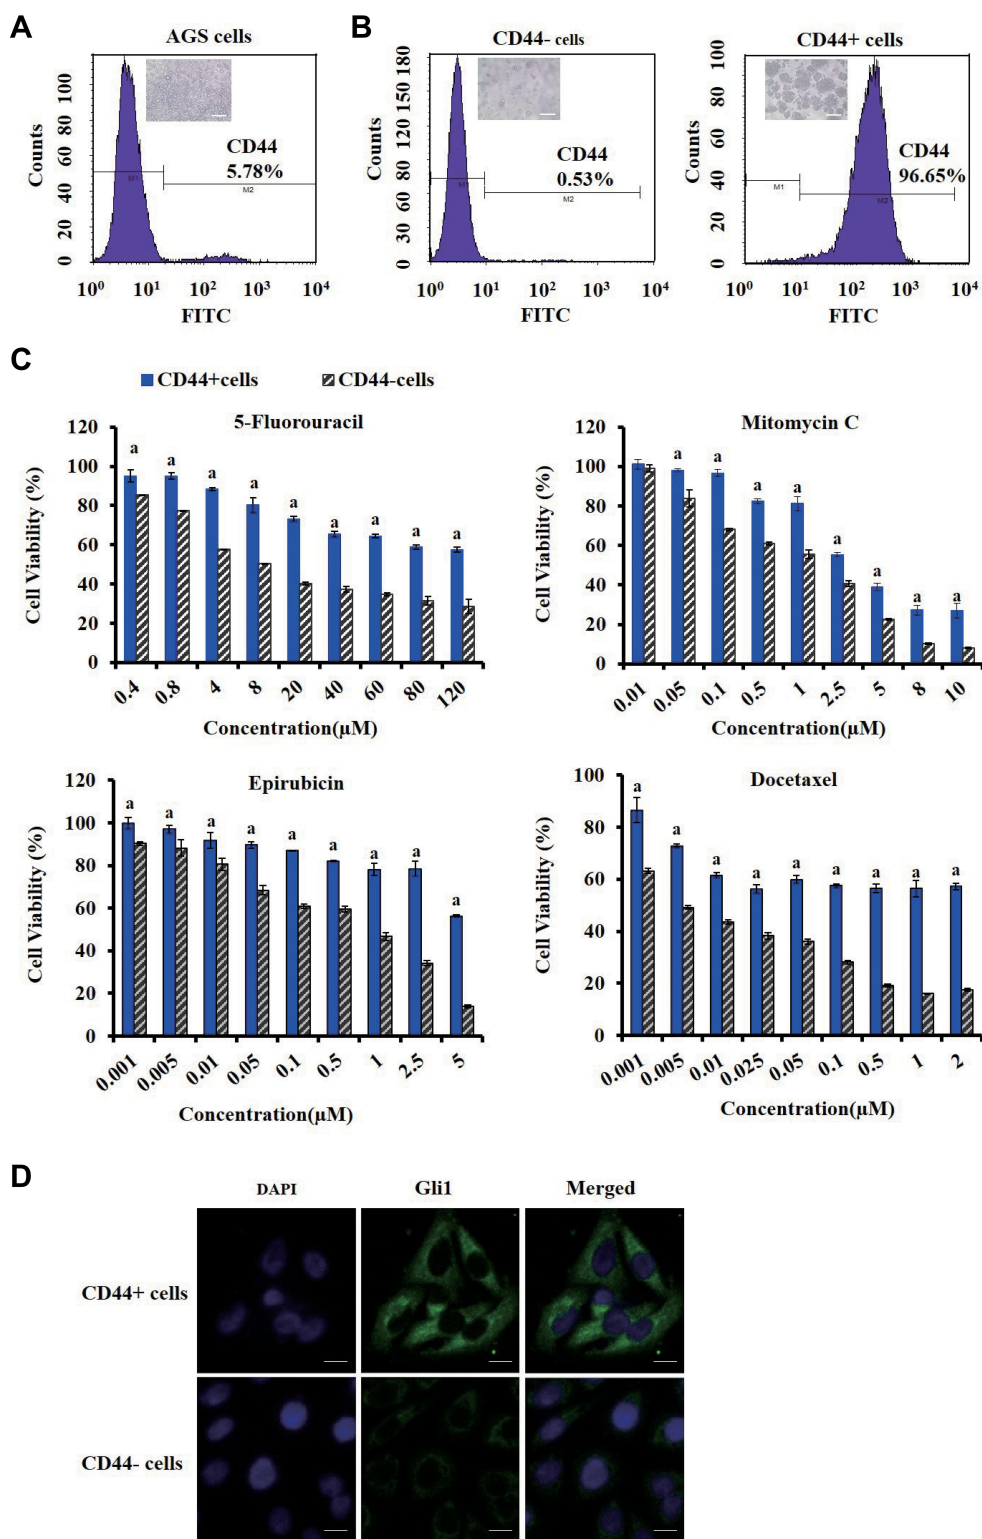 A
B
AGS cells
CD44- cells
CD44+ cells
Counts
0 20 40 60 80 100
CD44
5.78%
M1
M2
10⁰ 10¹ 10² 10³ 10⁴
FITC
Counts
0 30 60 80 90 120 150 180
CD44
0.53%
M1
M2
10⁰ 10¹ 10² 10³ 10⁴
FITC
Counts
0 20 40 60 80 100
CD44
96.65%
M1
M2
10⁰ 10¹ 10² 10³ 10⁴
FITC
C
CD44+cells
CD44-cells
5-Fluorouracil
Cell Viability (%)
120
100
80
60
40
20
0
a a a a a a a a a
0.4 0.8 4 8 20 40 60 80 120
Concentration(µM)
Mitomycin C
Cell Viability (%)
120
100
80
60
40
20
0
a a a a a a a a
0.01 0.05 0.1 0.5 1 2.5 5 8 10
Concentration(µM)
Epirubicin
Cell Viability (%)
120
100
80
60
40
20
0
a a a a a a a a a
0.001 0.005 0.01 0.05 0.1 0.5 1 2.5 5
Concentration(µM)
Docetaxel
Cell Viability (%)
100
80
60
40
20
0
a a a a a a a a a
0.001 0.005 0.01 0.025 0.05 0.1 0.5 1 2
Concentration(µM)
D
DAPI Gli1 Merged
CD44+ cells
CD44- cells